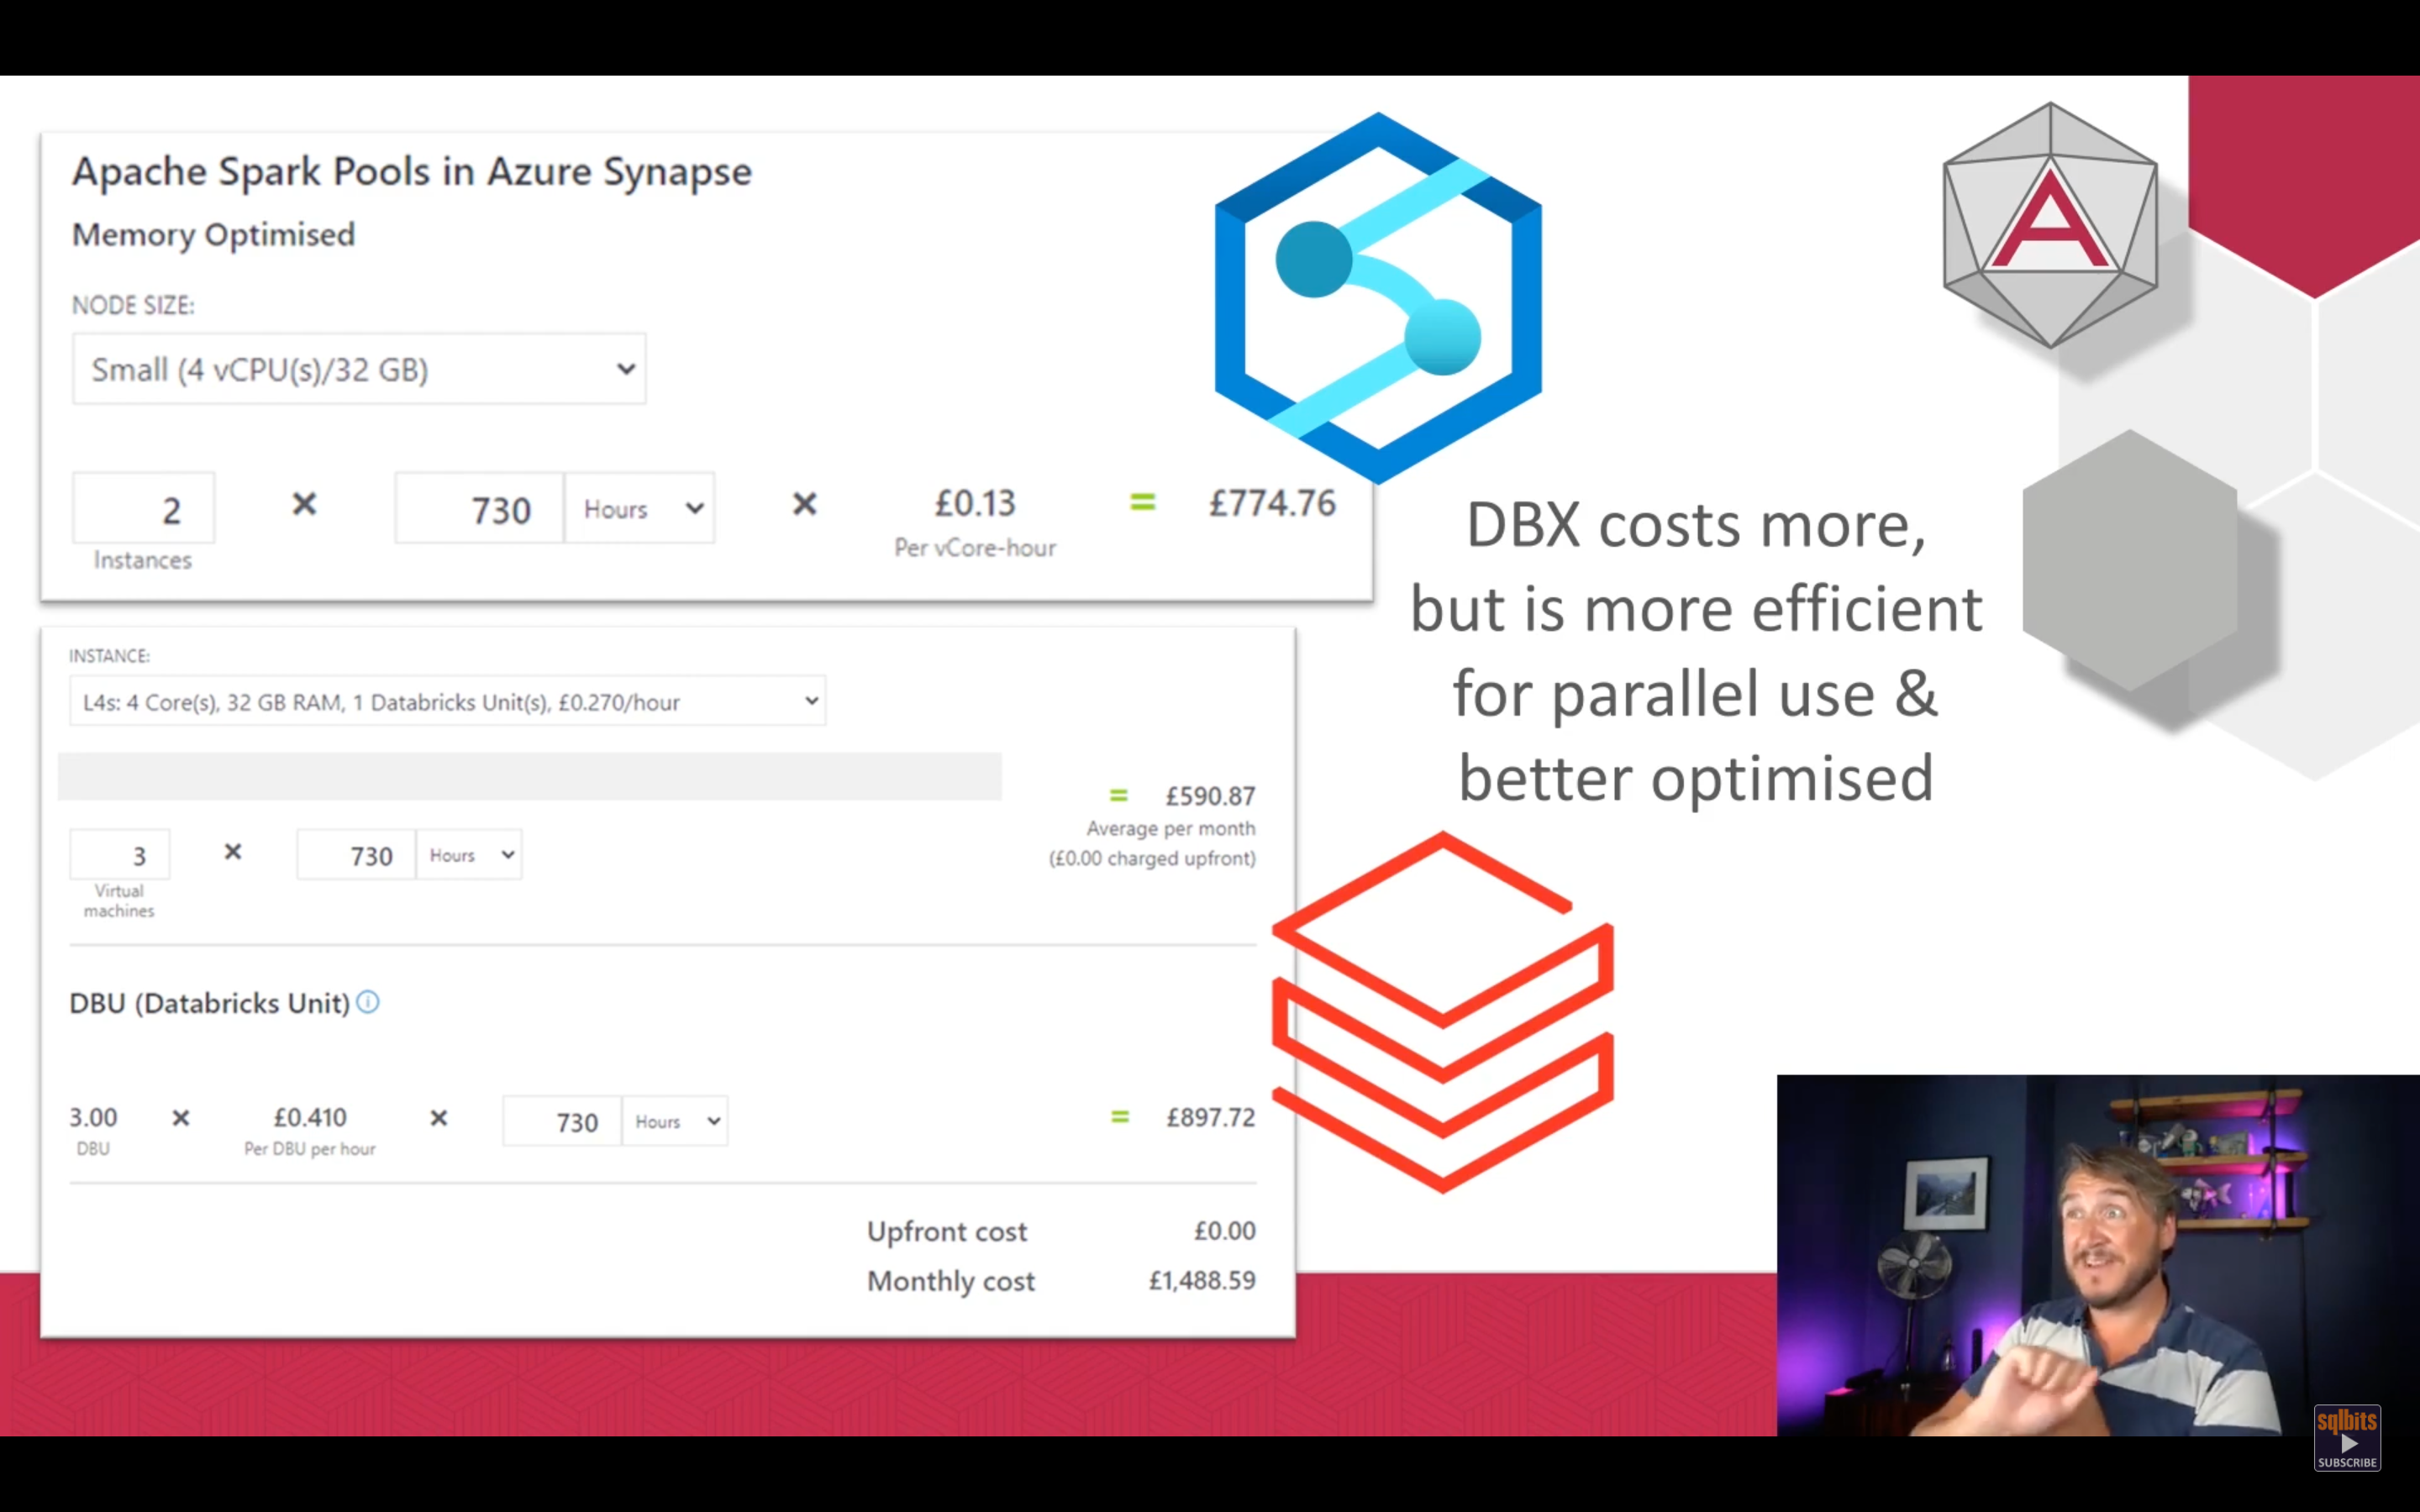 Apache Spark Pools in Azure Synapse
Memory Optimised
NODE SIZE:
Small (4 vCPU(s)/32 GB)
2 × 730 Hours × £0.13 = £774.76
Instances Per vCore-hour
INSTANCE:
L4s: 4 Core(s), 32 GB RAM, 1 Databricks Unit(s), £0.270/hour
= £590.87
Average per month
(£0.00 charged upfront)
3 × 730 Hours
Virtual
machines
DBU (Databricks Unit)
3.00 × £0.410 × 730 Hours = £897.72
DBU Per DBU per hour
Upfront cost £0.00
Monthly cost £1,488.59
DBX costs more,
but is more efficient
for parallel use &
better optimised
A
sqlbits
SUBSCRIBE